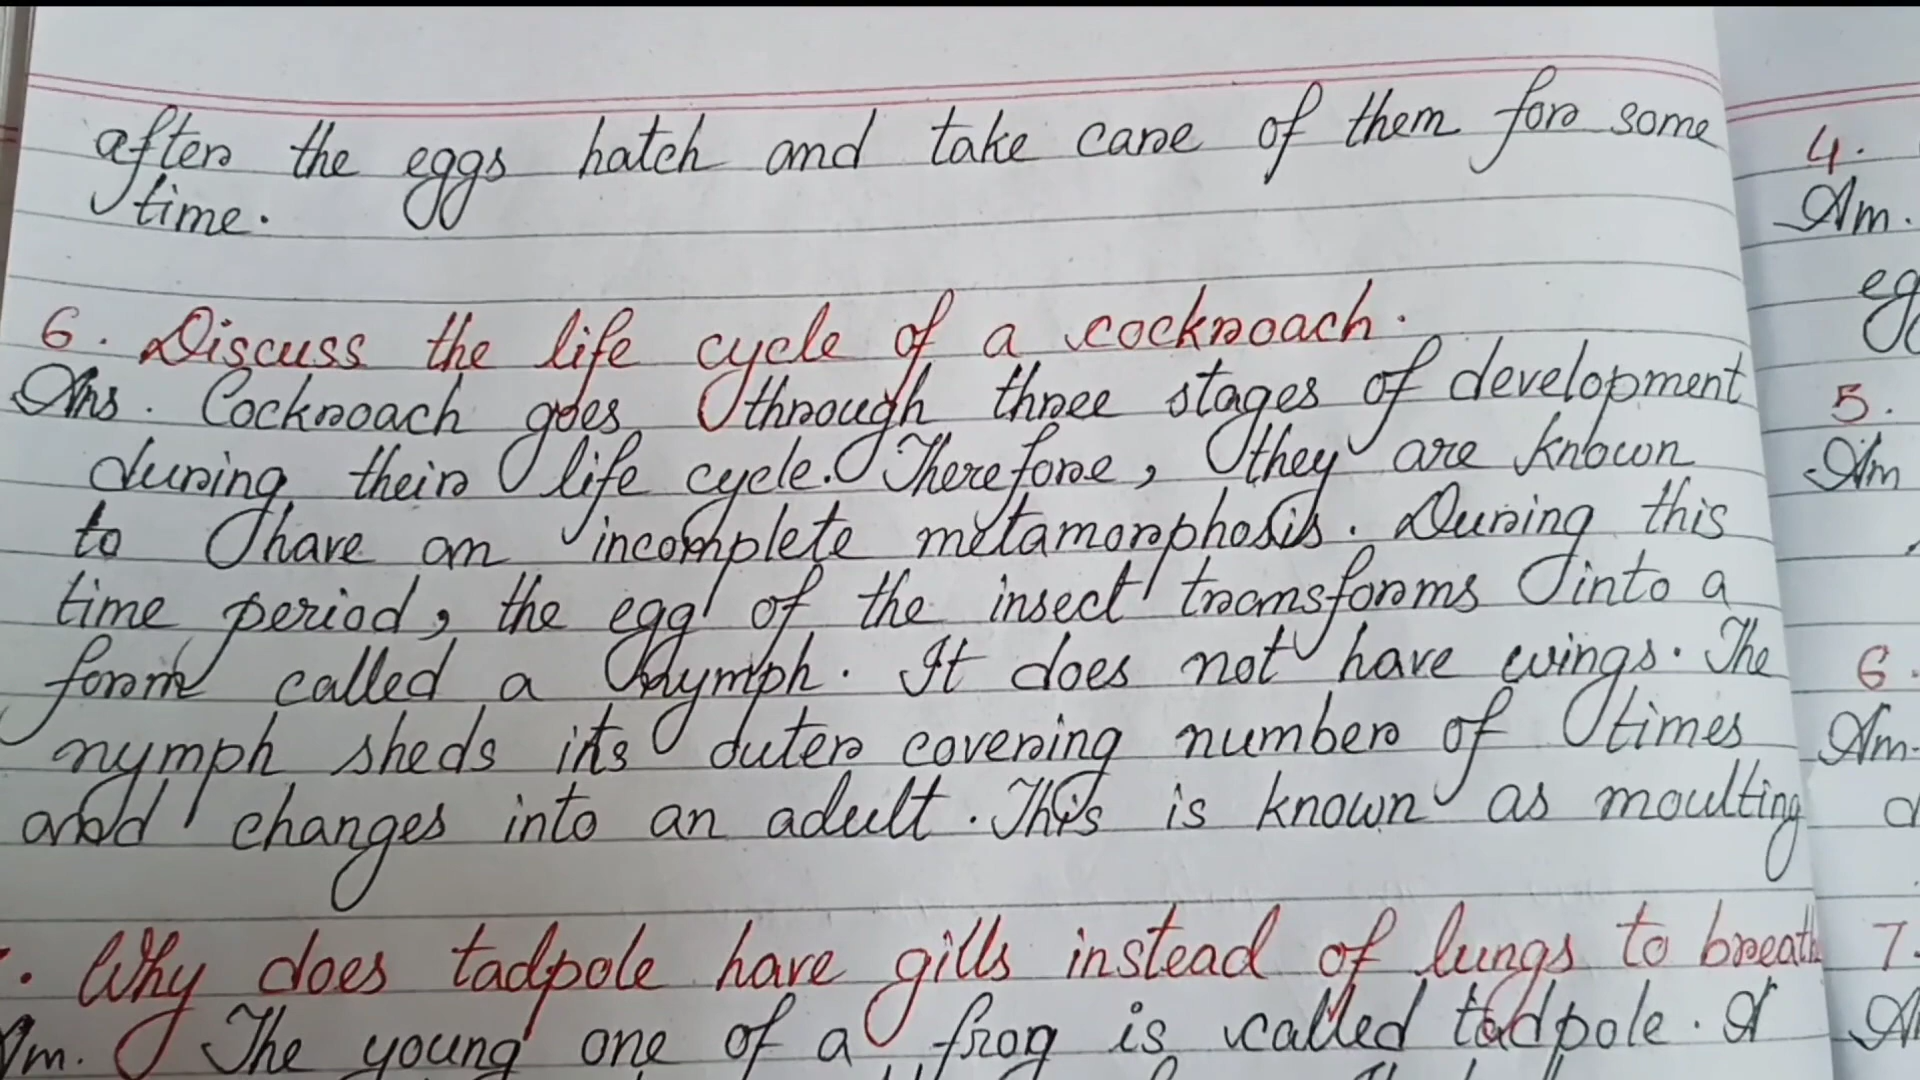 after the eggs hatch and take care of them for some
time.
6. Discuss the life cycle of a cockroach.
Ans. Cockroach goes through three stages of development
during their life cycle. Therefore, they are known
to have an incomplete metamorphosis. During this
time period, the egg of the insect transforms into a
form called a nymph. It does not have wings. The
nymph sheds its outer covering number of times
and changes into an adult. This is known as moulting
. Why does tadpole have gills instead of lungs to breath
Ans. The young one of a frog is called tadpole. A
4.
Ans.
eg
5.
Ans
6.
Ans.
7.